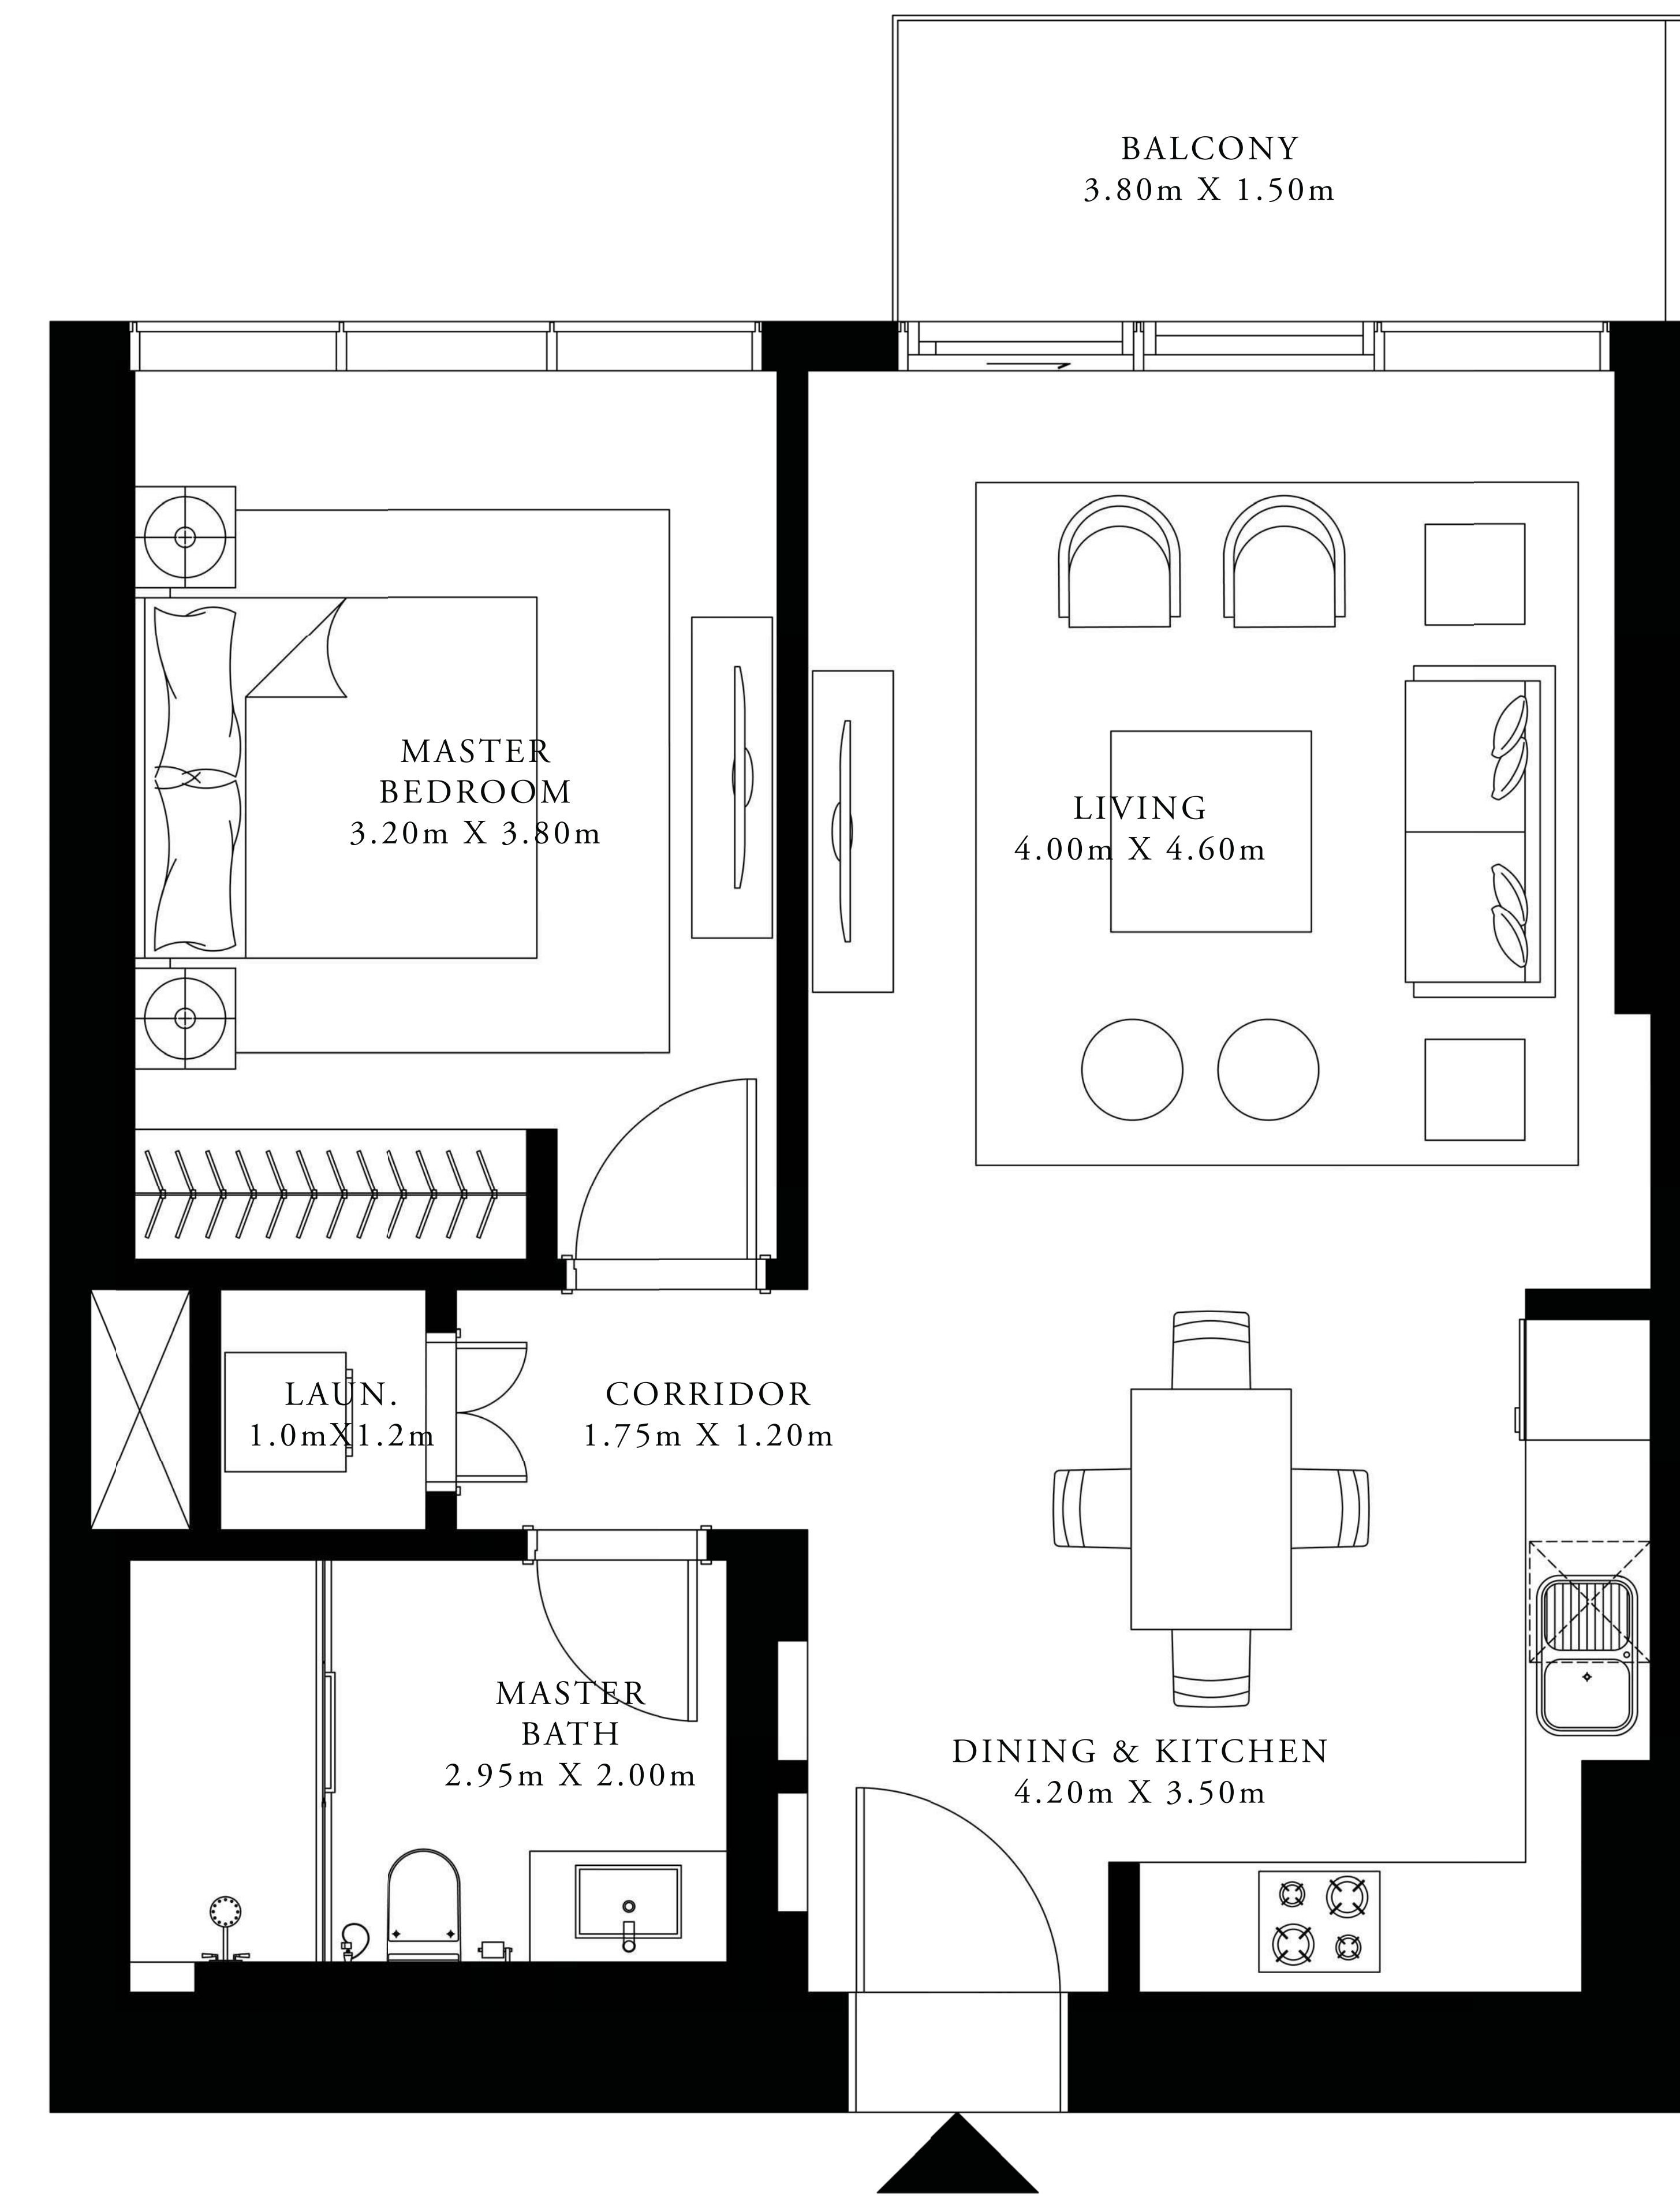 BALCONY
3.80m X 1.50m
MASTER
BEDROOM
3.20m X 3.80m
LIVING
4.00m X 4.60m
LAUN.
1.0mX1.2m
CORRIDOR
1.75m X 1.20m
MASTER
BATH
2.95m X 2.00m
DINING & KITCHEN
4.20m X 3.50m